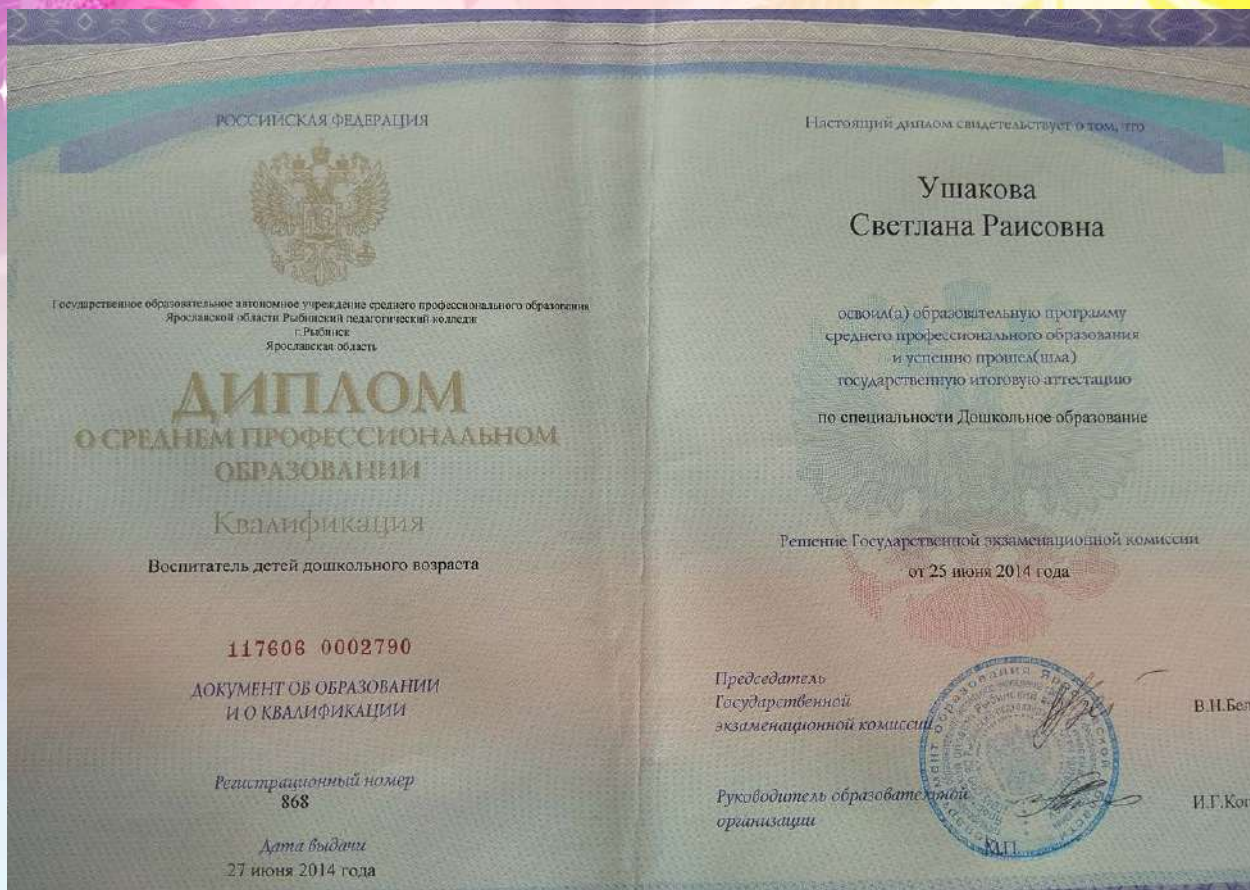 РОССИЙСКАЯ ФЕДЕРАЦИЯ
Государственное образовательное автономное учреждение среднего профессионального образования
Ярославской области Рыбинский педагогический колледж
г.Рыбинск
Ярославская область
ДИПЛОМ
О СРЕДНЕМ ПРОФЕССИОНАЛЬНОМ
ОБРАЗОВАНИИ
Квалификация
Воспитатель детей дошкольного возраста
117606 0002790
ДОКУМЕНТ ОБ ОБРАЗОВАНИИ
И О КВАЛИФИКАЦИИ
Регистрационный номер
868
Дата выдачи
27 июня 2014 года
Настоящий диплом свидетельствует о том, что
Ушакова
Светлана Раисовна
освоил(а) образовательную программу
среднего профессионального образования
и успешно прошел(шла)
государственную итоговую аттестацию
по специальности Дошкольное образование
Решение Государственной экзаменационной комиссии
от 25 июня 2014 года
Председатель
Государственной
экзаменационной комиссии
В.Н.Бел
Руководитель образовательной
организации
И.Г.Ког
М.П.